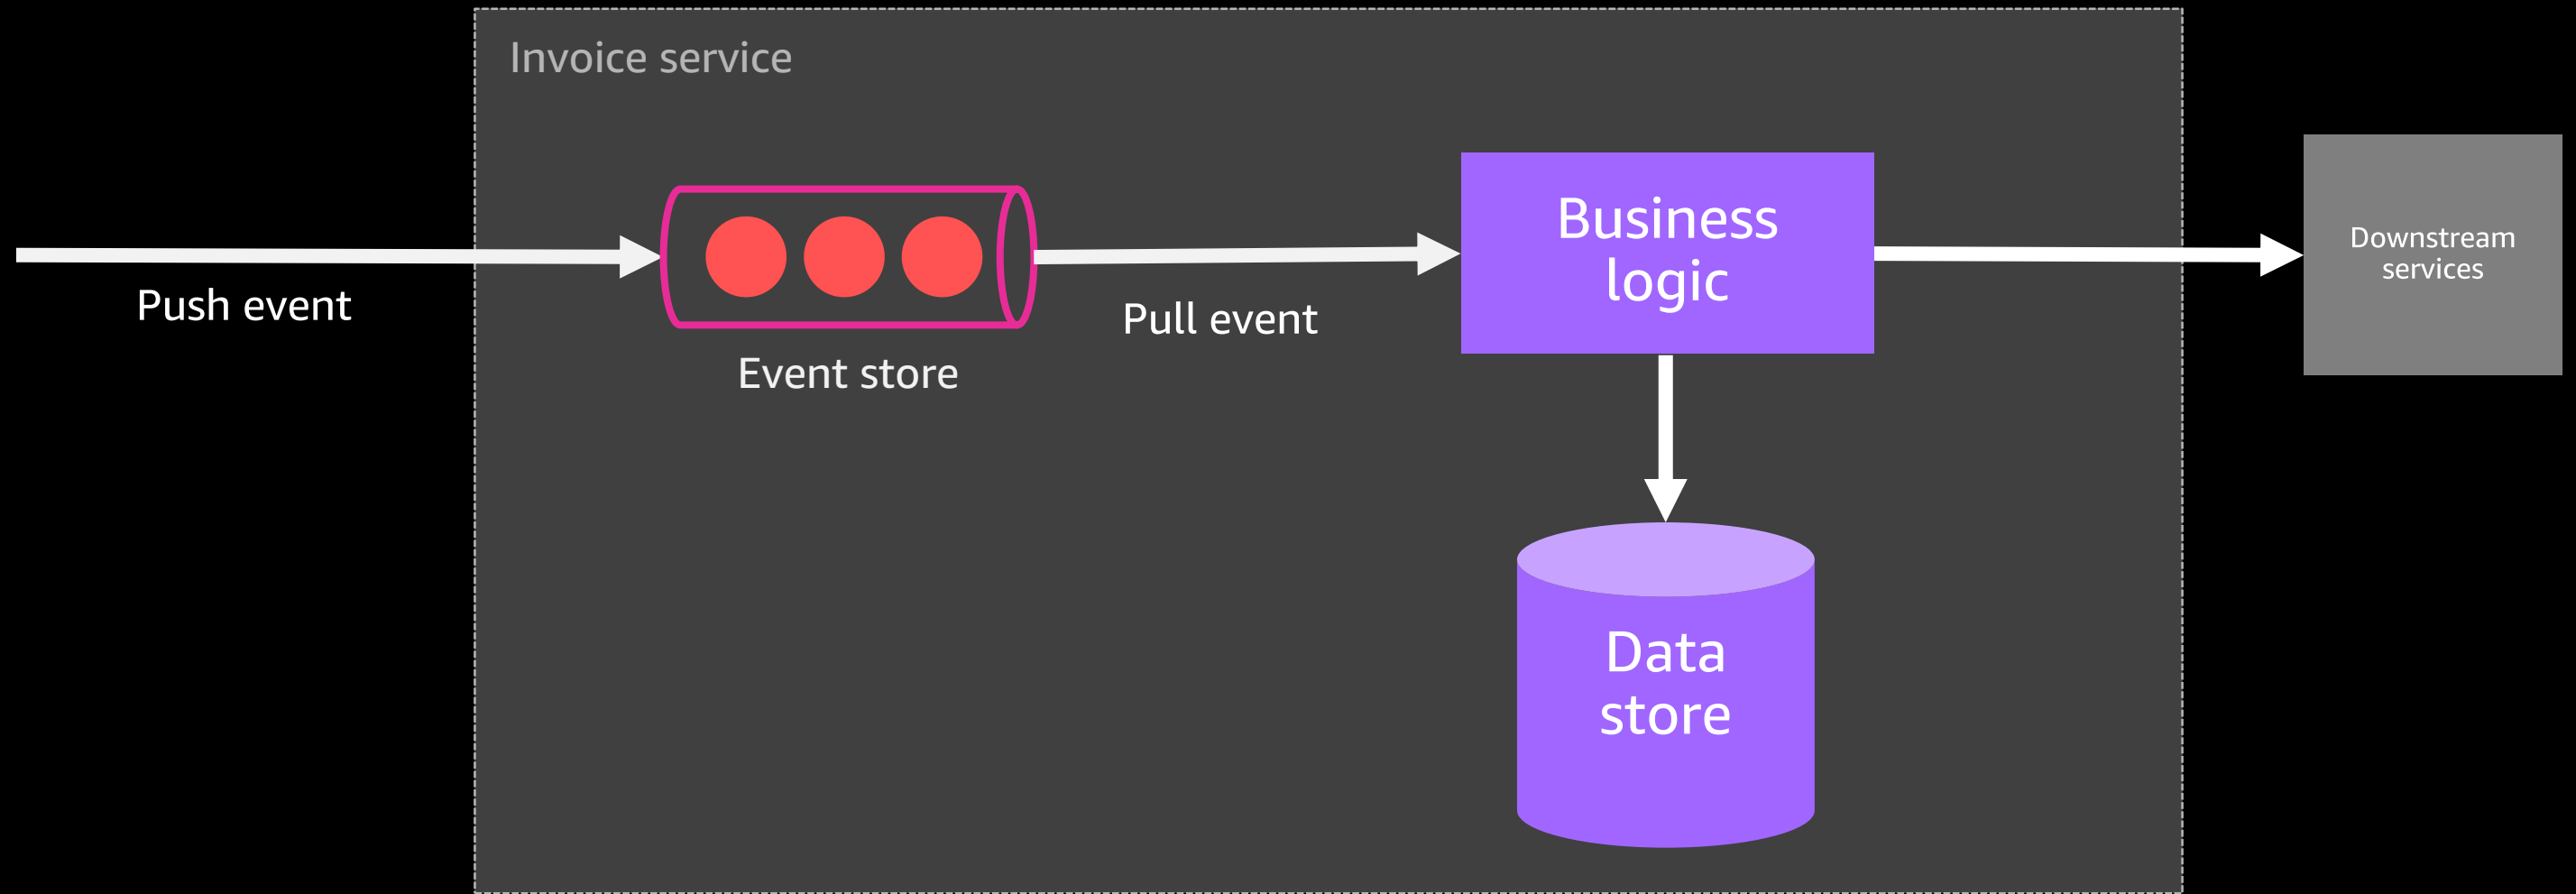 Invoice service
Push event
Event store
Pull event
Business
logic
Data
store
Downstream
services